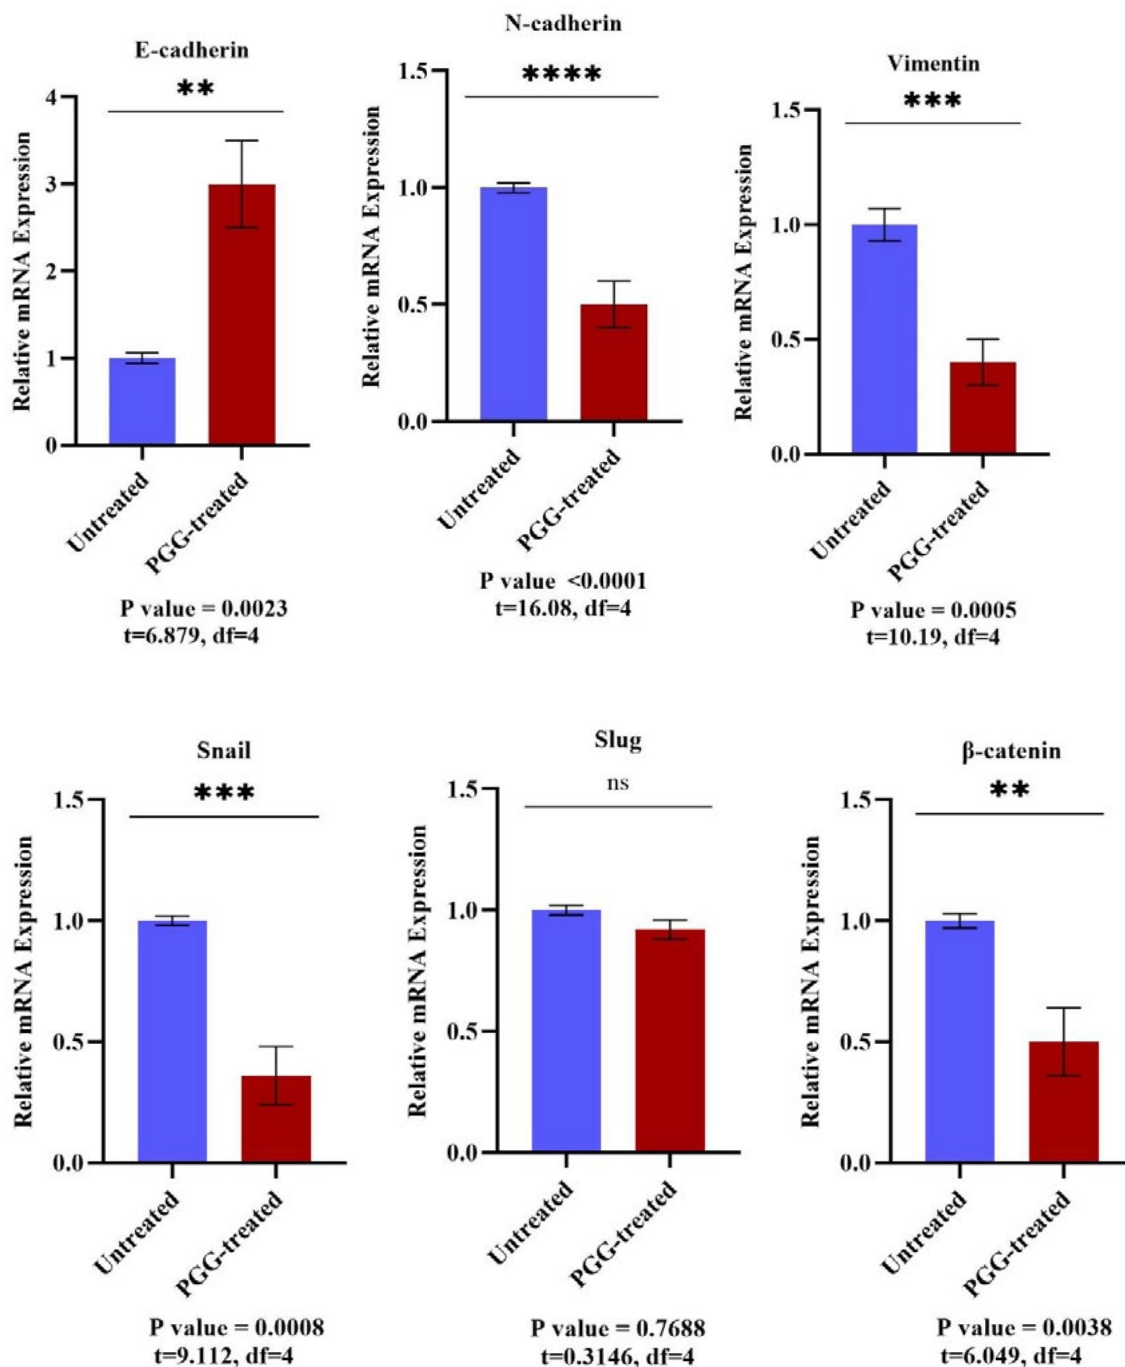 E-cadherin
**
Relative mRNA Expression
4
3
2
1
0
Untreated
PGG-treated
P value = 0.0023
t=6.879, df=4
N-cadherin
****
Relative mRNA Expression
1.5
1.0
0.5
0.0
Untreated
PGG-treated
P value <0.0001
t=16.08, df=4
Vimentin
***
Relative mRNA Expression
1.5
1.0
0.5
0.0
Untreated
PGG-treated
P value = 0.0005
t=10.19, df=4
Snail
***
Relative mRNA Expression
1.5
1.0
0.5
0.0
Untreated
PGG-treated
P value = 0.0008
t=9.112, df=4
Slug
ns
Relative mRNA Expression
1.5
1.0
0.5
0.0
Untreated
PGG-treated
P value = 0.7688
t=0.3146, df=4
β-catenin
**
Relative mRNA Expression
1.5
1.0
0.5
0.0
Untreated
PGG-treated
P value = 0.0038
t=6.049, df=4